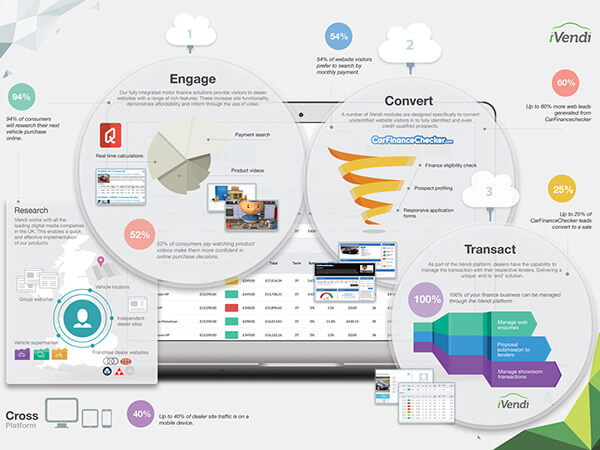 1
Engage
Our fully integrated motor finance solutions provide visitors to dealer
websites with a range of rich features. These increase site functionality,
demonstrate affordability and inform through the use of video.
Payment search
Real time calculations
Product videos
52%
52% of consumers say watching product
videos make them more confident in
online purchase decisions.
94%
94% of consumers
will research their next
vehicle purchase
online.
54%
54% of website visitors
prefer to search by
monthly payment.
2
Convert
A number of iVendi modules are designed specifically to convert
unidentified website visitors in to fully identified and even
credit-qualified prospects.
CarFinanceChecker.com
Finance eligibility check
Prospect profiling
Responsive application
forms
iVendi
60%
Up to 60% more web leads
generated from
CarFinancechecker
25%
Up to 25% of
CarFinanceChecker leads
convert to a sale
3
Transact
As part of the iVendi platform, dealers have the capability to
manage the transaction with their respective lenders. Delivering a
unique 'end to 'end' solution.
100%
100% of your finance business can be managed
through the iVendi platform
Manage web
enquiries
Proposal
submission to
lenders
Manage showroom
transactions
iVendi
Research
iVendi works with all the
leading digital media companies
in the UK. This enables a quick
and effective implementation
of our products
Vehicle locators
Group websites
Independent
dealer sites
Vehicle supermarket
Franchise dealer websites
Term
Cross
Platform
40%
Up to 40% of dealer site traffic is on a
mobile device.